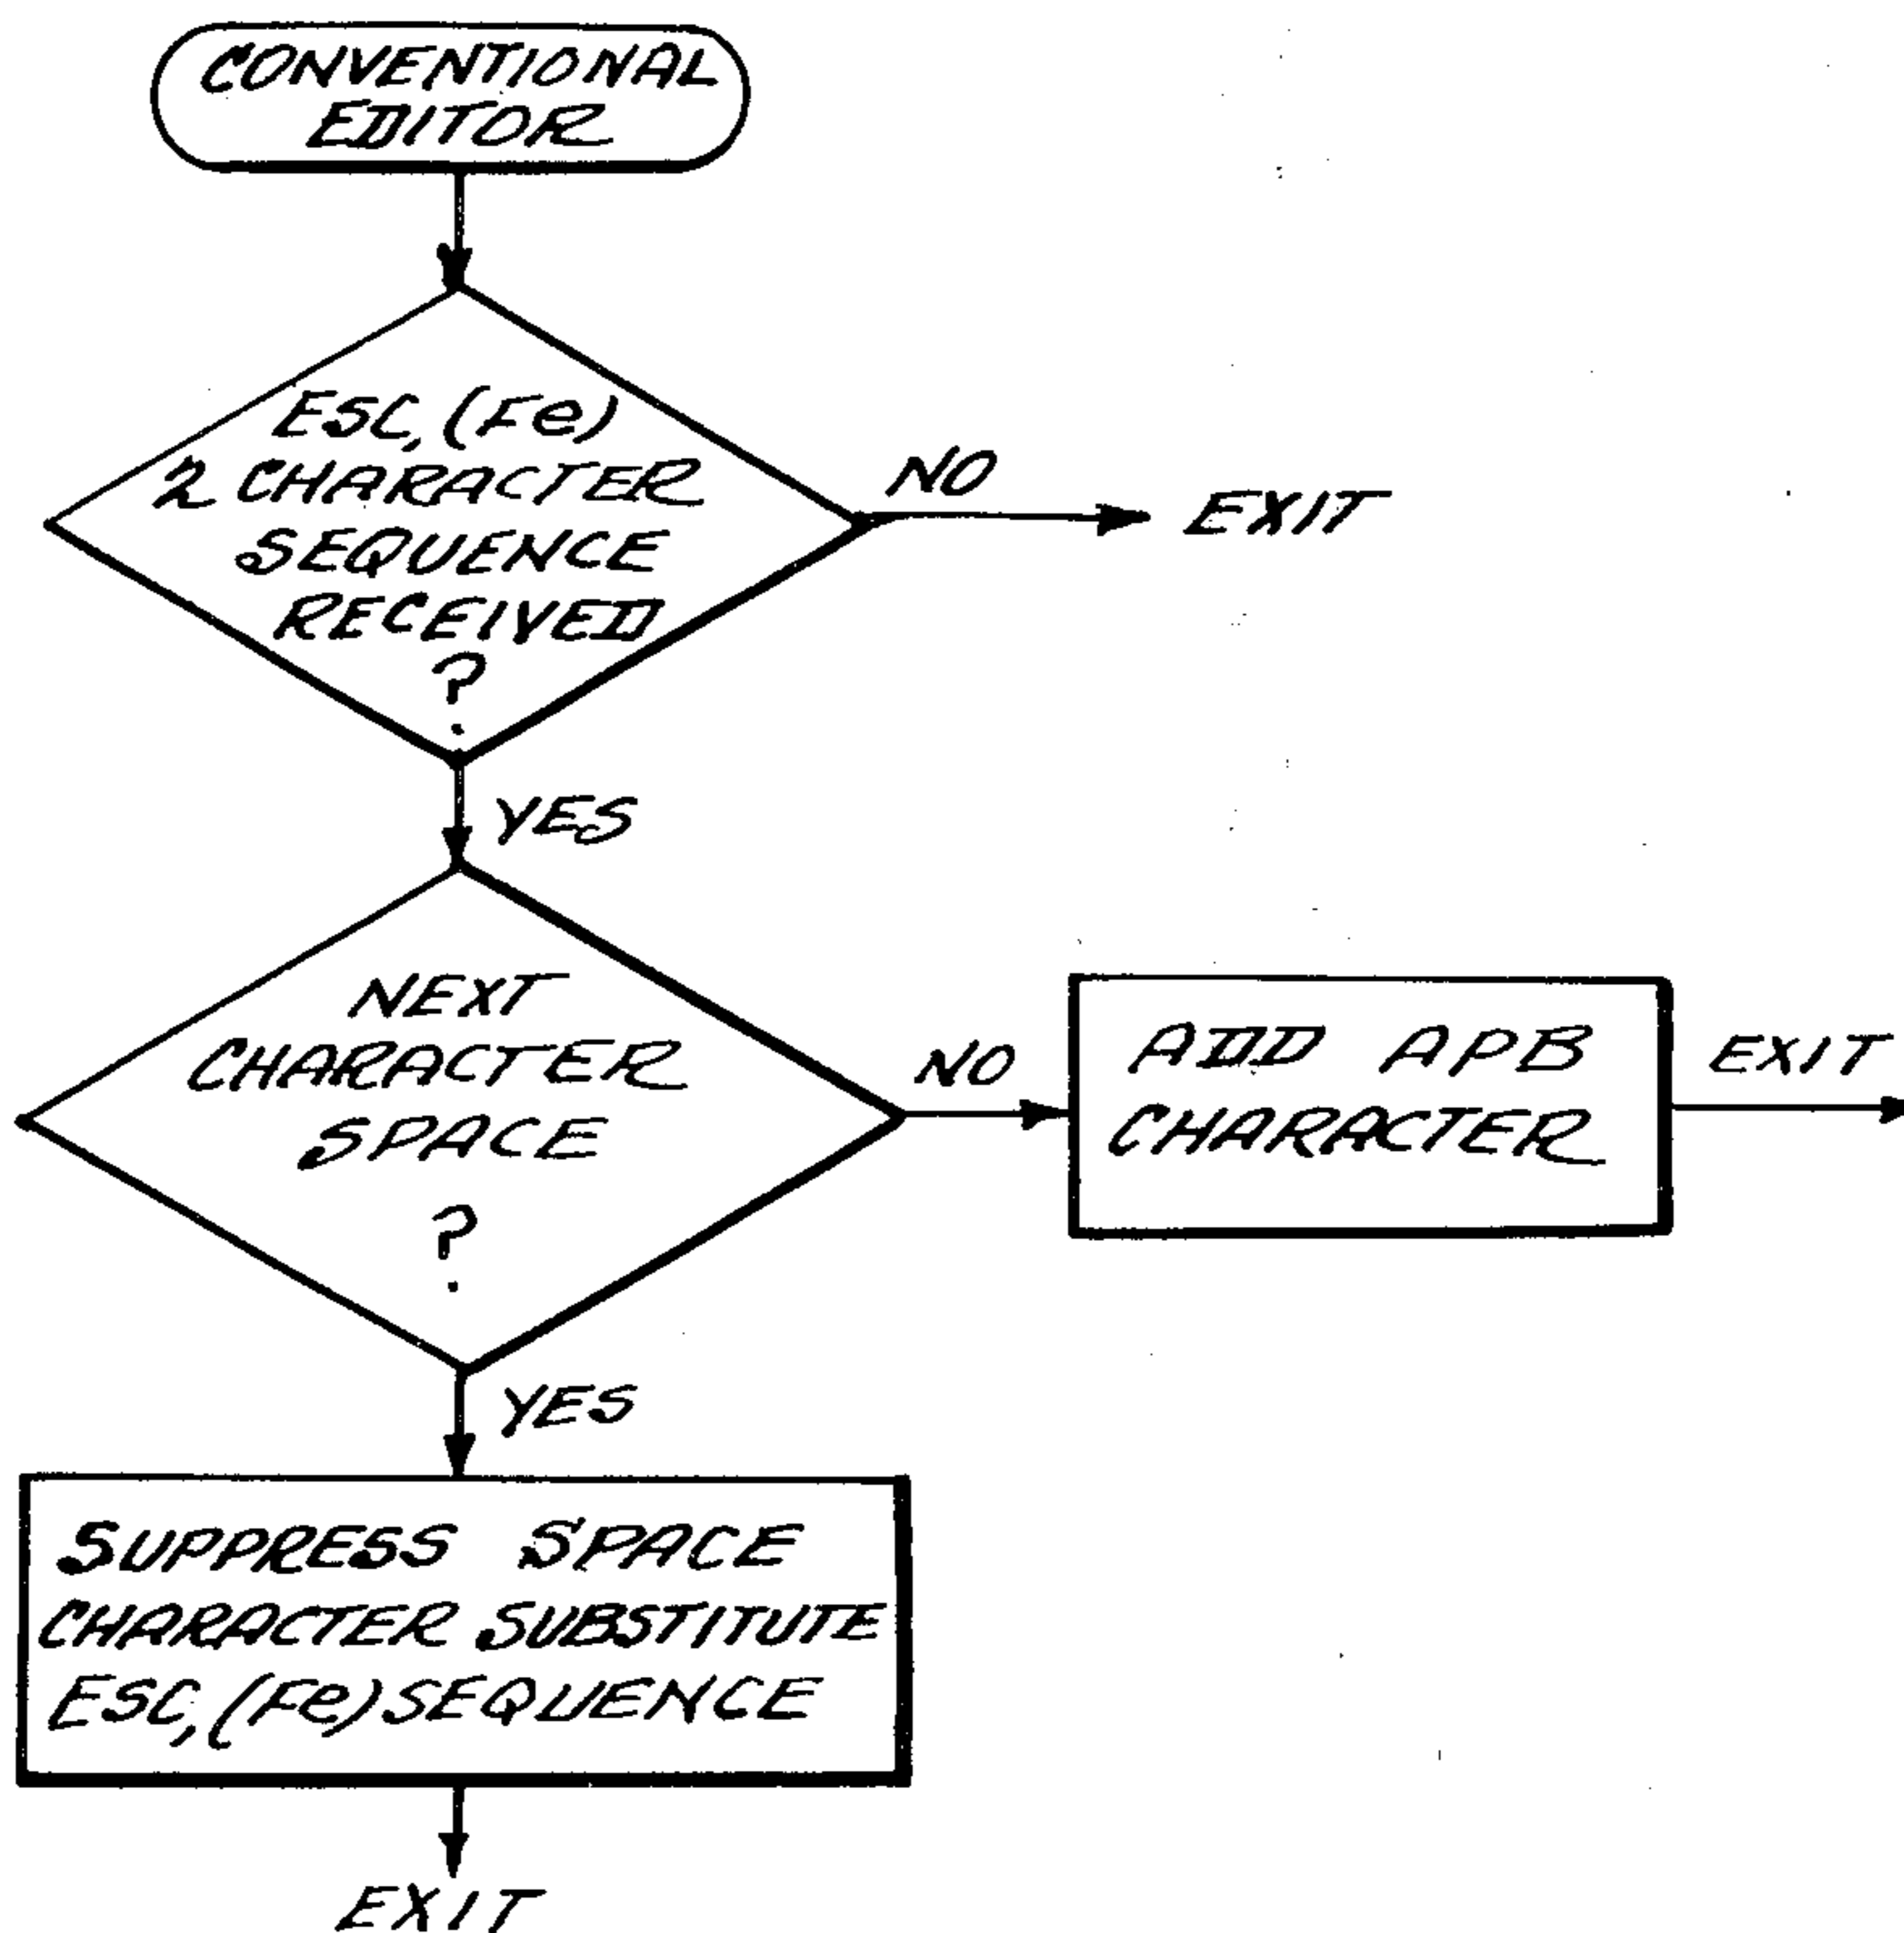 CONVENTIONAL
EDITOR
ESC, (Fe)
2 CHARACTER
SEQUENCE
RECEIVED
?
NO
EXIT
YES
NEXT
CHARACTER
SPACE
?
NO
ADD APB
CHARACTER
EXIT
YES
SUPPRESS SPACE
CHARACTER SUBSTITUTE
ESC, (Fe) SEQUENCE
EXIT